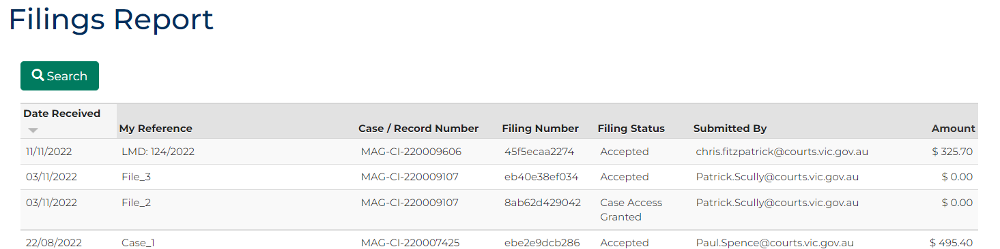 Filings Report
Search
Date Received
My Reference Case / Record Number Filing Number Filing Status Submitted By Amount
11/11/2022 LMD: 124/2022 MAG-CI-220009606 45f5ecaa2274 Accepted chris.fitzpatrick@courts.vic.gov.au $ 325.70
03/11/2022 File_3 MAG-CI-220009107 eb40e38ef034 Accepted Patrick.Scully@courts.vic.gov.au $ 0.00
03/11/2022 File_2 MAG-CI-220009107 8ab62d429042 Case Access Patrick.Scully@courts.vic.gov.au $ 0.00
Granted
22/08/2022 Case_1 MAG-CI-220007425 ebe2e9dcb286 Accepted Paul.Spence@courts.vic.gov.au $ 495.40